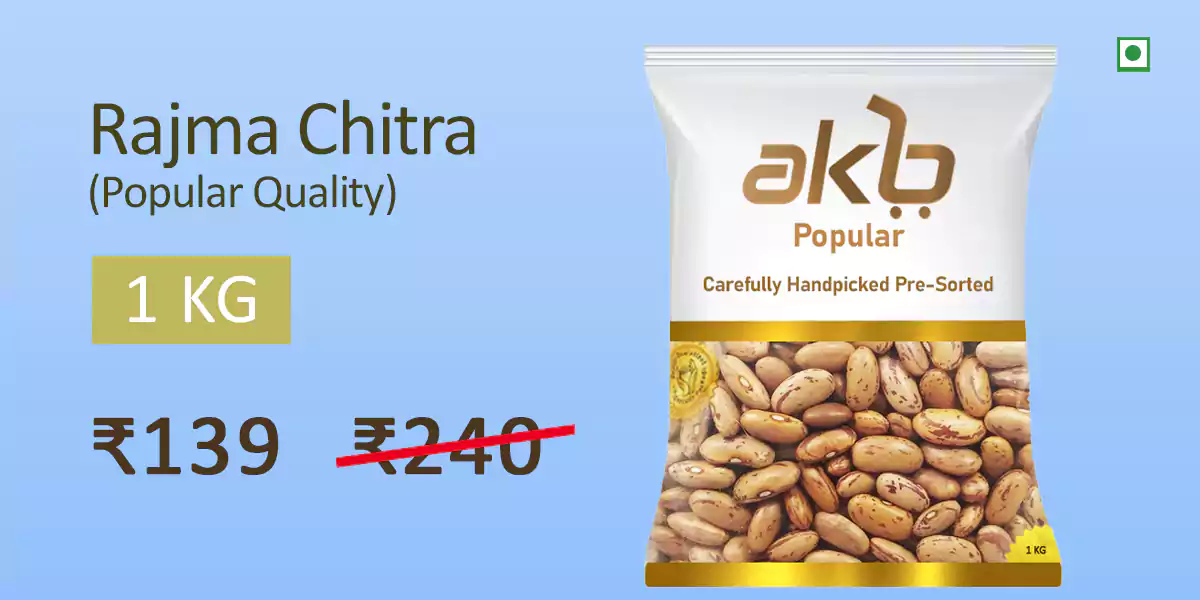 Rajma Chitra
(Popular Quality)
1 KG
₹139 ₹240
akb
Popular
Carefully Handpicked Pre-Sorted
1 KG